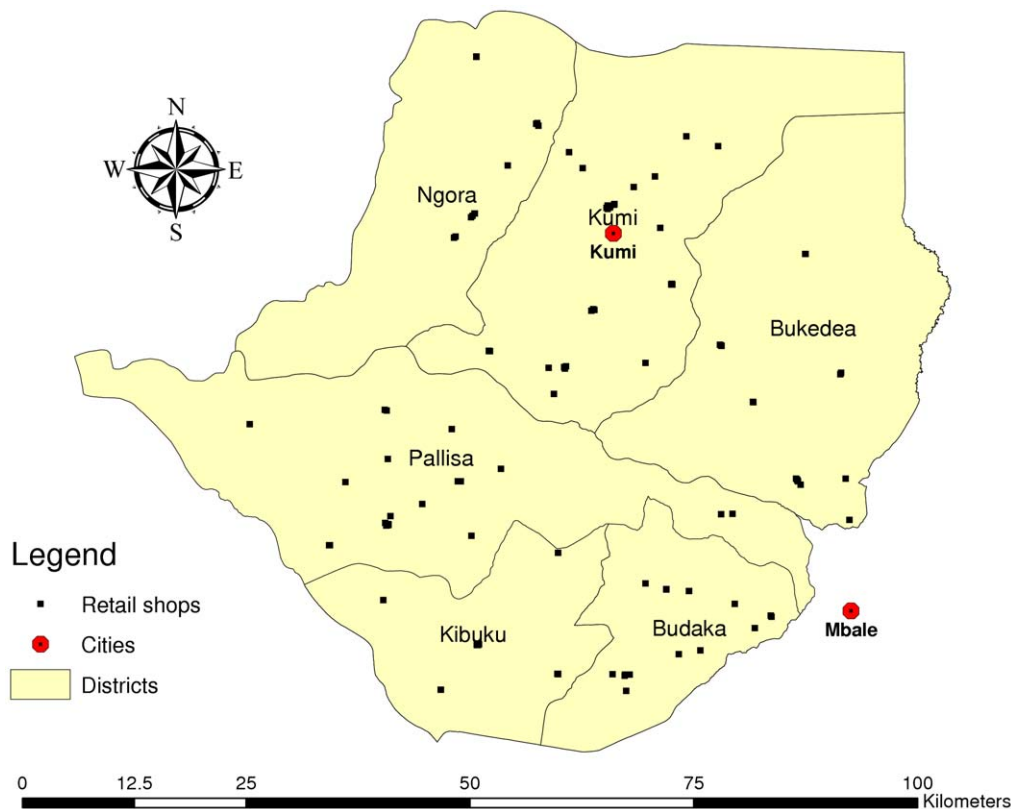 N
W E
S
Ngora
Kumi
Kumi
Bukedea
Pallisa
Legend
Retail shops
Cities
Districts
Kibuku
Budaka
Mbale
0 12.5 25 50 75 100
Kilometers